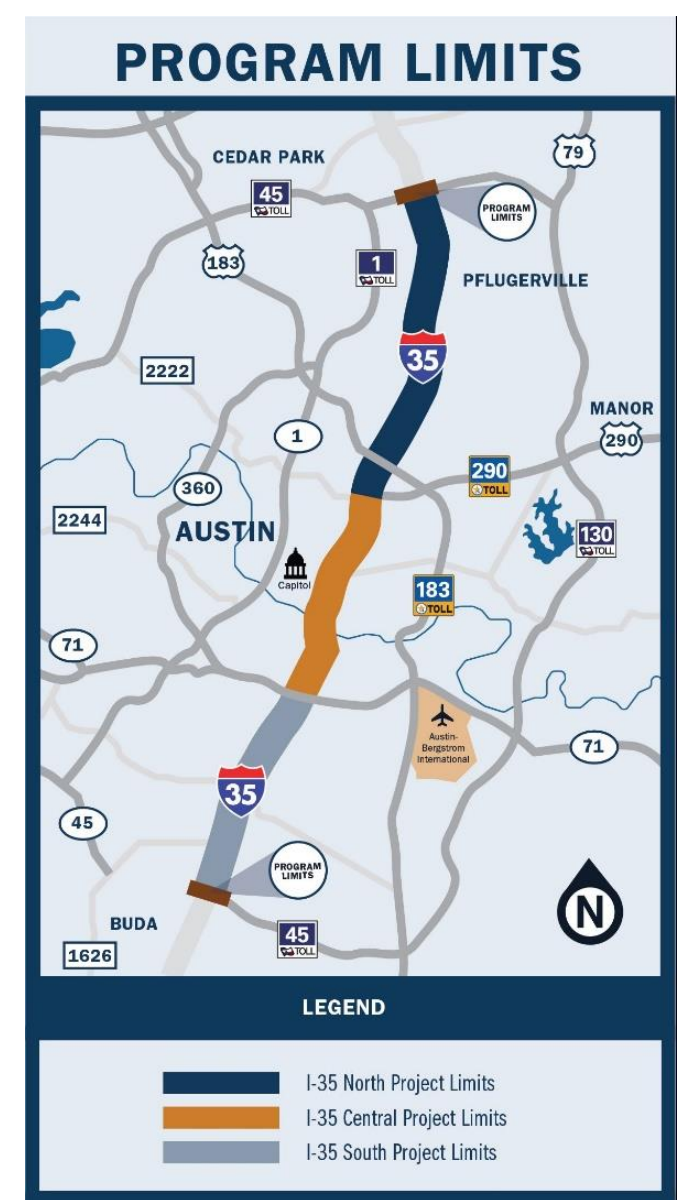 PROGRAM LIMITS
CEDAR PARK
79
45
TOLL
PROGRAM
LIMITS
183
1
TOLL
PFLUGERVILLE
35
2222
MANOR
290
1
290
TOLL
360
2244
AUSTIN
130
TOLL
Capitol
183
TOLL
71
Austin-
Bergstrom
International
71
35
45
PROGRAM
LIMITS
N
BUDA
45
TOLL
1626
LEGEND
I-35 North Project Limits
I-35 Central Project Limits
I-35 South Project Limits